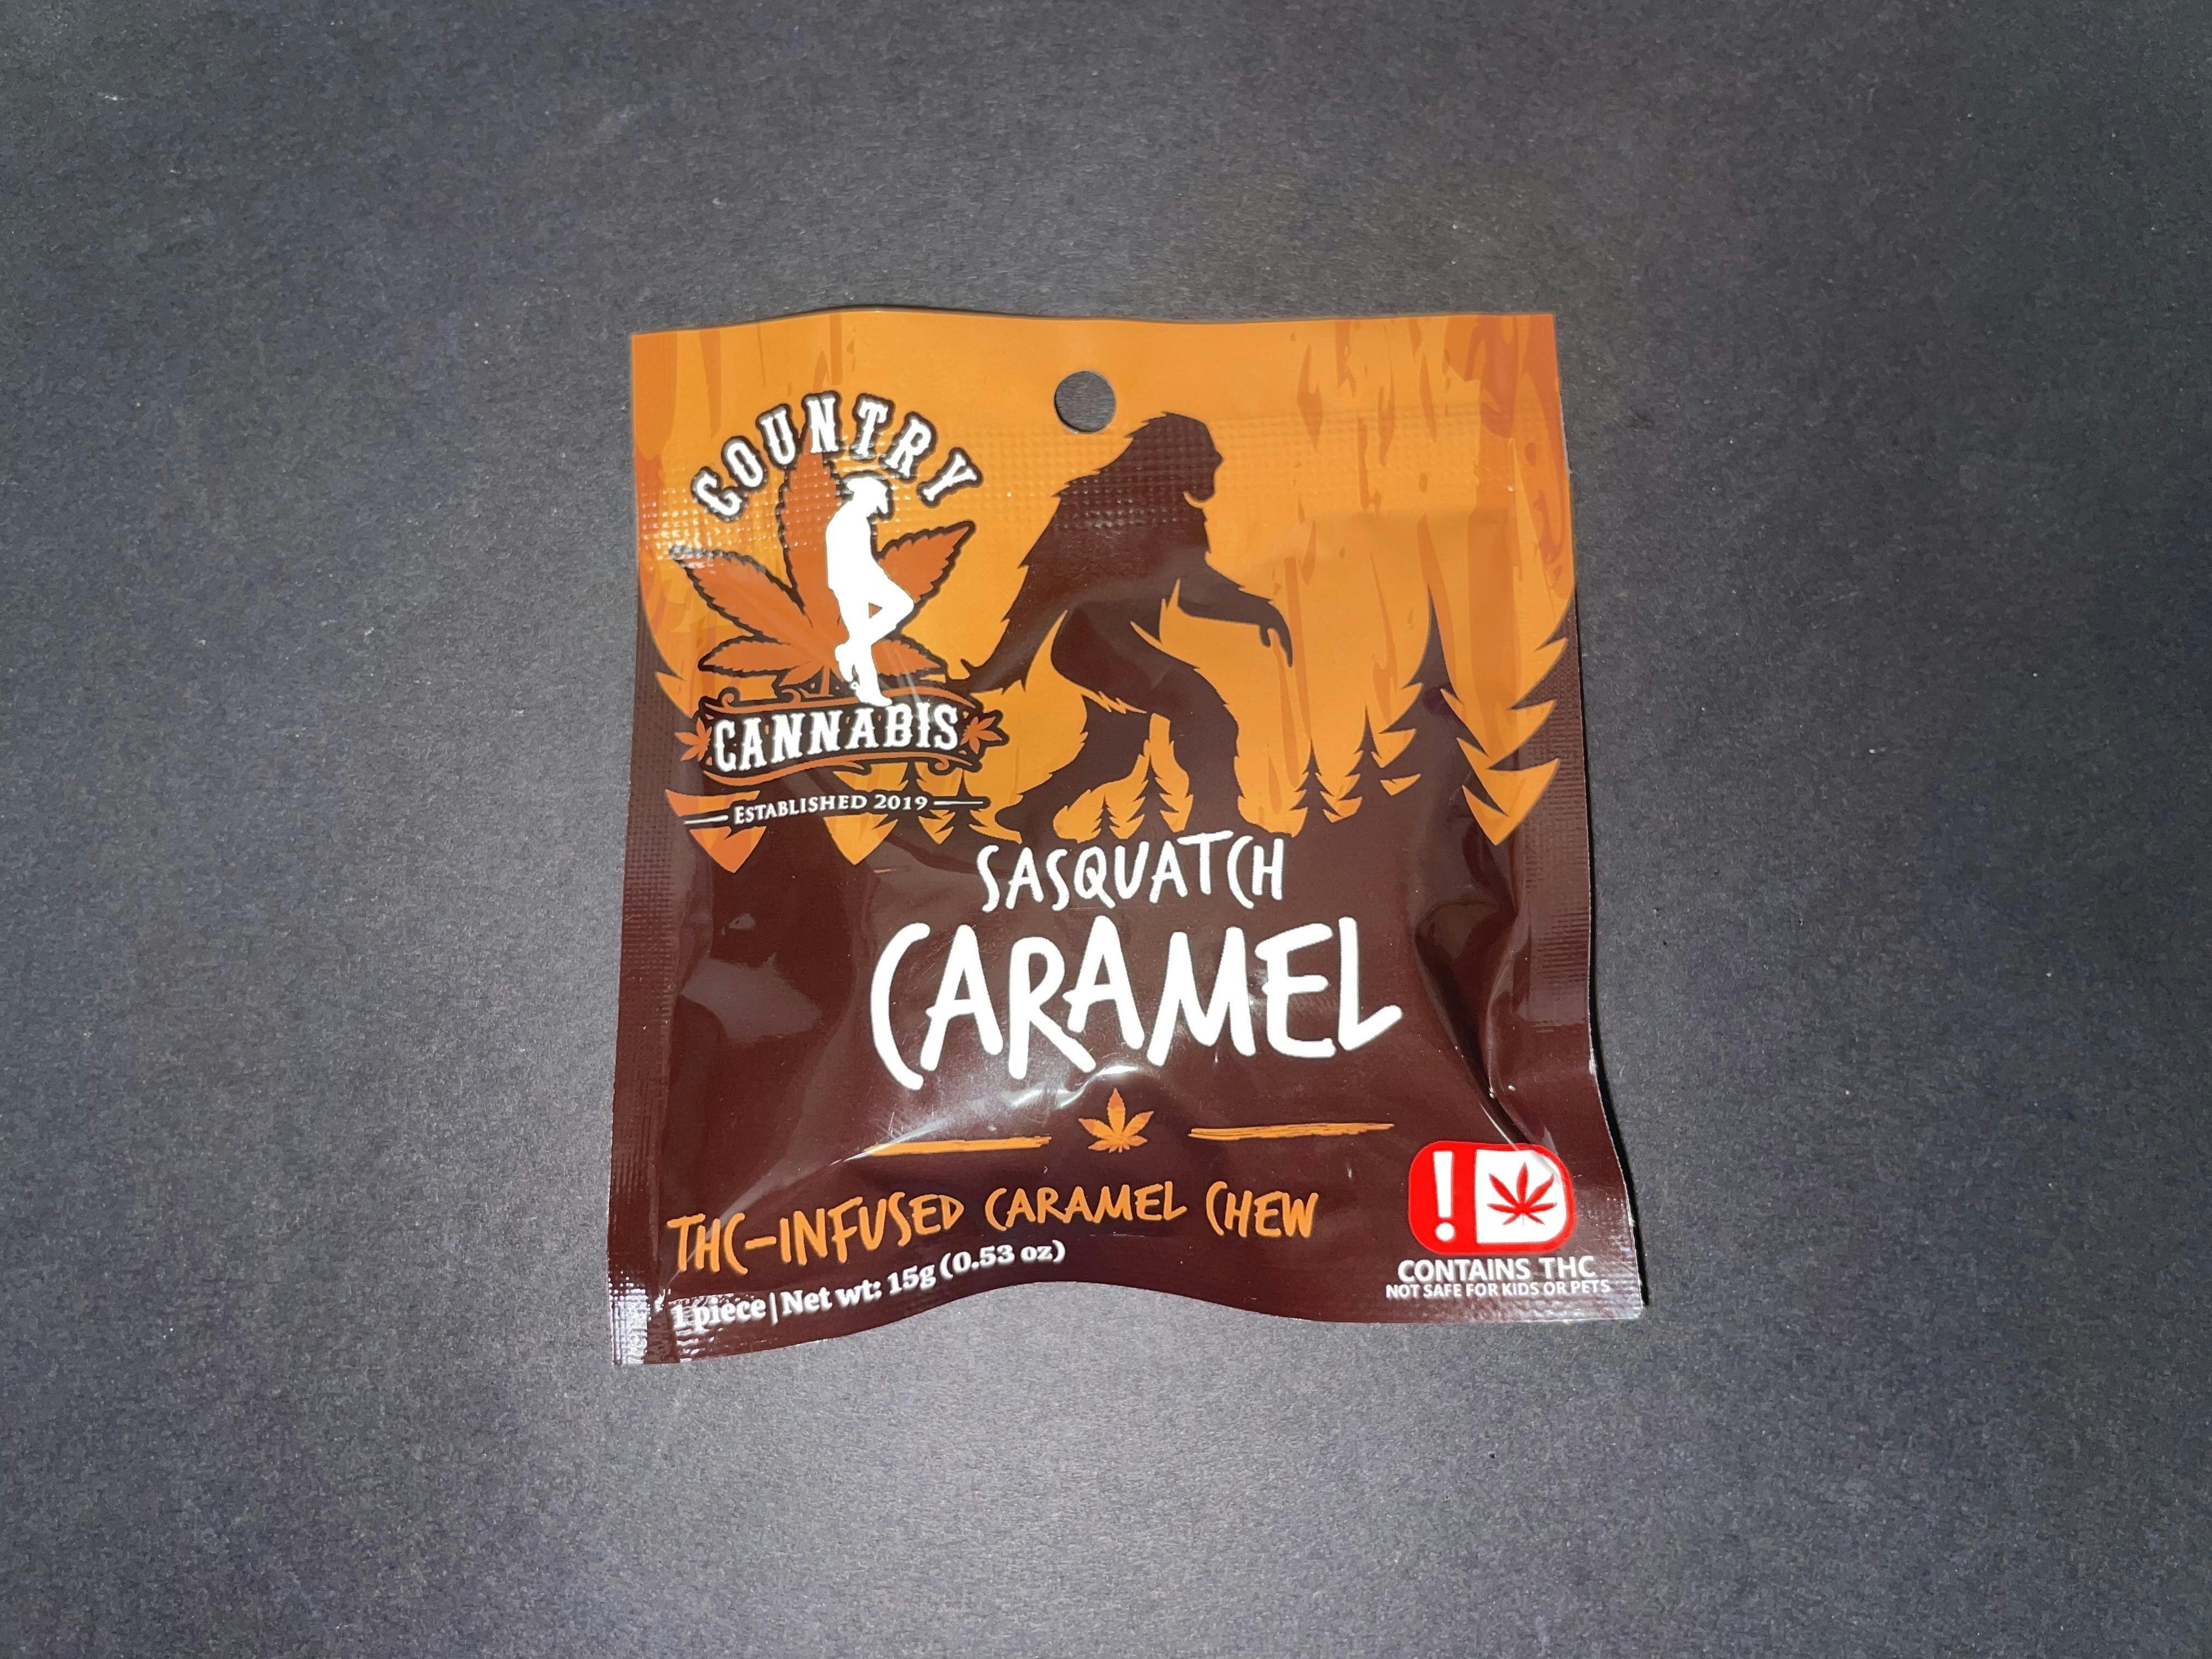 COUNTRY
CANNABIS
ESTABLISHED 2019
SASQUATCH
CARAMEL
THC-INFUSED CARAMEL CHEW
1 piece | Net wt: 15g (0.53 oz)
!
CONTAINS THC
NOT SAFE FOR KIDS OR PETS